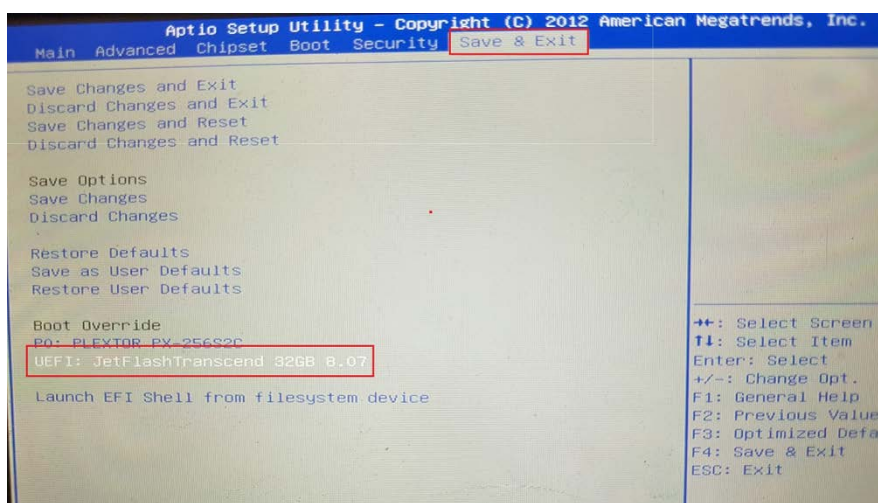 Aptio Setup Utility – Copyright (C) 2012 American Megatrends, Inc.
Main Advanced Chipset Boot Security Save & Exit
Save Changes and Exit
Discard Changes and Exit
Save Changes and Reset
Discard Changes and Reset
Save Options
Save Changes
Discard Changes
Restore Defaults
Save as User Defaults
Restore User Defaults
Boot Override
P0: PLEXTOR PX-256S2C
UEFI: JetFlashTranscend 32GB 8.07
Launch EFI Shell from filesystem device
→←: Select Screen
↑↓: Select Item
Enter: Select
+/-: Change Opt.
F1: General Help
F2: Previous Value
F3: Optimized Defa
F4: Save & Exit
ESC: Exit